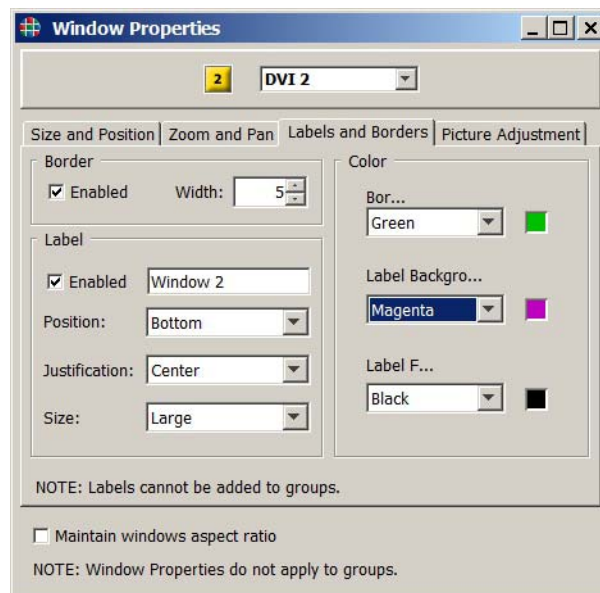 Window Properties
2 DVI 2
Size and Position Zoom and Pan Labels and Borders Picture Adjustment
Border
Enabled Width: 5
Label
Enabled Window 2
Position: Bottom
Justification: Center
Size: Large
Color
Bor...
Green
Label Backgro...
Magenta
Label F...
Black
NOTE: Labels cannot be added to groups.
Maintain windows aspect ratio
NOTE: Window Properties do not apply to groups.